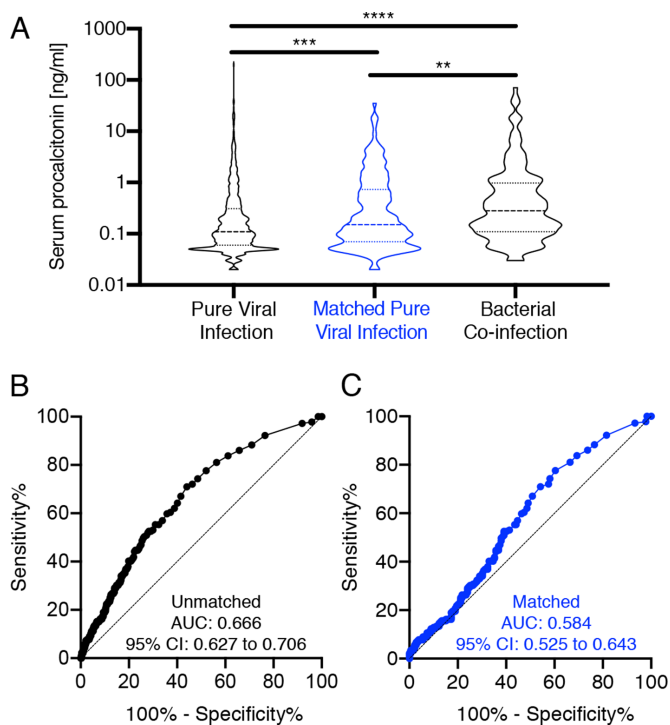 A
****
***
**
Serum procalcitonin [ng/ml]
1000
100
10
1
0.1
0.01
Pure Viral
Infection
Matched Pure
Viral Infection
Bacterial
Co-infection
B
Sensitivity%
100
80
60
40
20
0
0 20 40 60 80 100
100% - Specificity%
Unmatched
AUC: 0.666
95% CI: 0.627 to 0.706
C
Sensitivity%
100
80
60
40
20
0
0 20 40 60 80 100
100% - Specificity%
Matched
AUC: 0.584
95% CI: 0.525 to 0.643